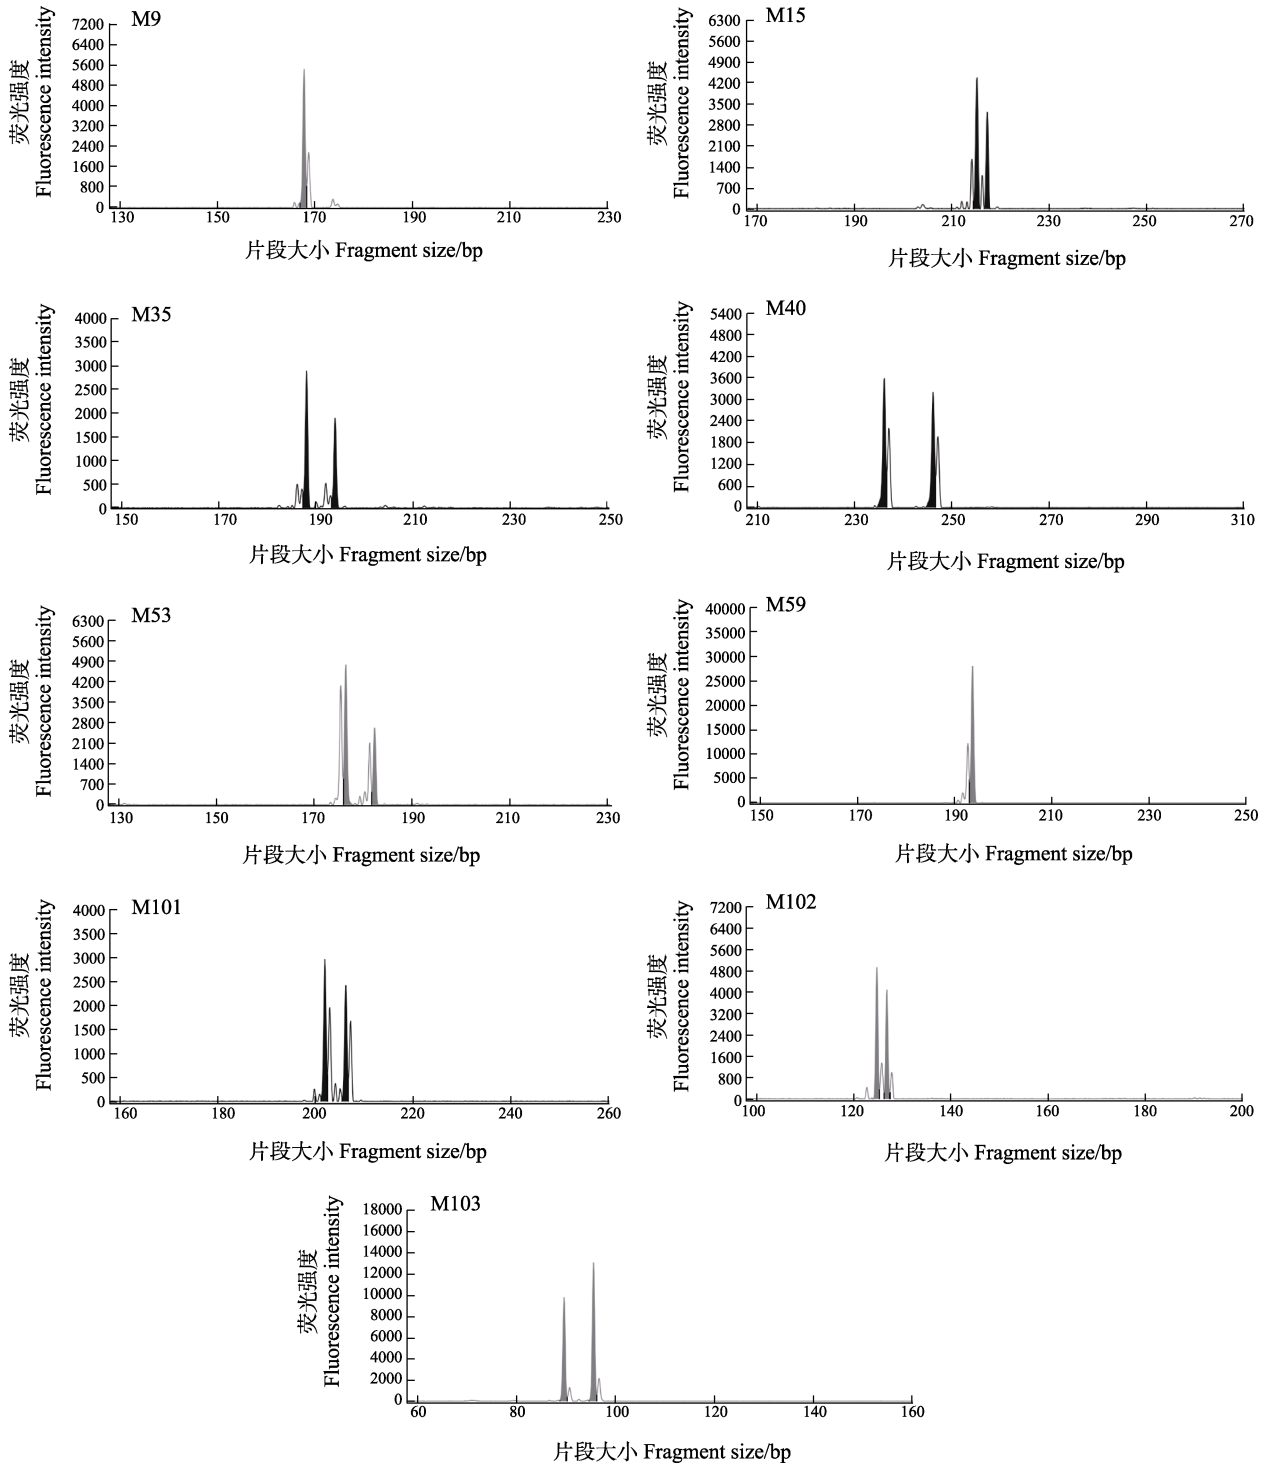 M9
荧光强度
Fluorescence intensity
7200
6400
5600
4800
4000
3200
2400
1600
800
0
130 150 170 190 210 230
片段大小 Fragment size/bp
M15
荧光强度
Fluorescence intensity
6300
5600
4900
4200
3500
2800
2100
1400
700
0
170 190 210 230 250 270
片段大小 Fragment size/bp
M35
荧光强度
Fluorescence intensity
4000
3500
3000
2500
2000
1500
1000
500
0
150 170 190 210 230 250
片段大小 Fragment size/bp
M40
荧光强度
Fluorescence intensity
5400
4800
4200
3600
3000
2400
1800
1200
600
0
210 230 250 270 290 310
片段大小 Fragment size/bp
M53
荧光强度
Fluorescence intensity
6300
5600
4900
4200
3500
2800
2100
1400
700
0
130 150 170 190 210 230
片段大小 Fragment size/bp
M59
荧光强度
Fluorescence intensity
40000
35000
30000
25000
20000
15000
10000
5000
0
150 170 190 210 230 250
片段大小 Fragment size/bp
M101
荧光强度
Fluorescence intensity
4000
3500
3000
2500
2000
1500
1000
500
0
160 180 200 220 240 260
片段大小 Fragment size/bp
M102
荧光强度
Fluorescence intensity
7200
6400
5600
4800
4000
3200
2400
1600
800
0
100 120 140 160 180 200
片段大小 Fragment size/bp
M103
荧光强度
Fluorescence intensity
18000
16000
14000
12000
10000
8000
6000
4000
2000
0
60 80 100 120 140 160
片段大小 Fragment size/bp